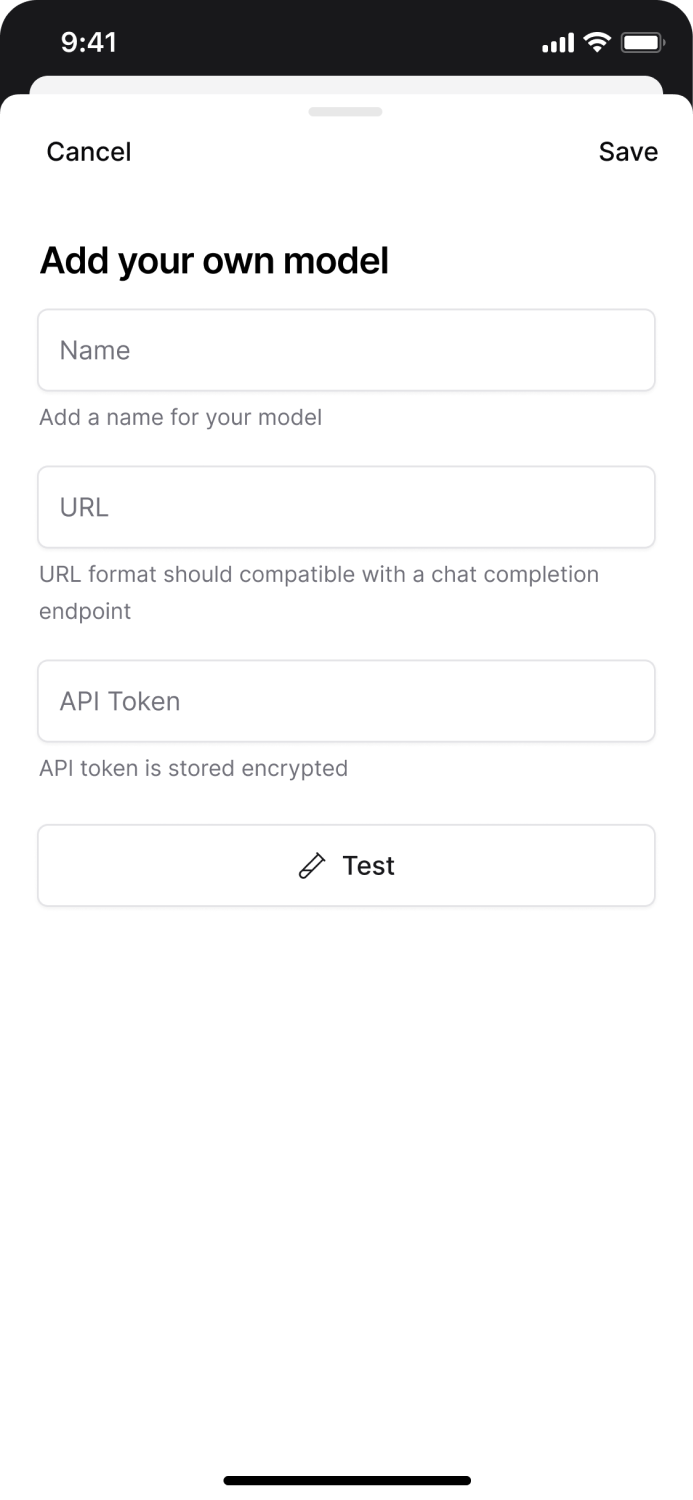 9:41
Cancel Save
Add your own model
Name
Add a name for your model
URL
URL format should compatible with a chat completion
endpoint
API Token
API token is stored encrypted
Test